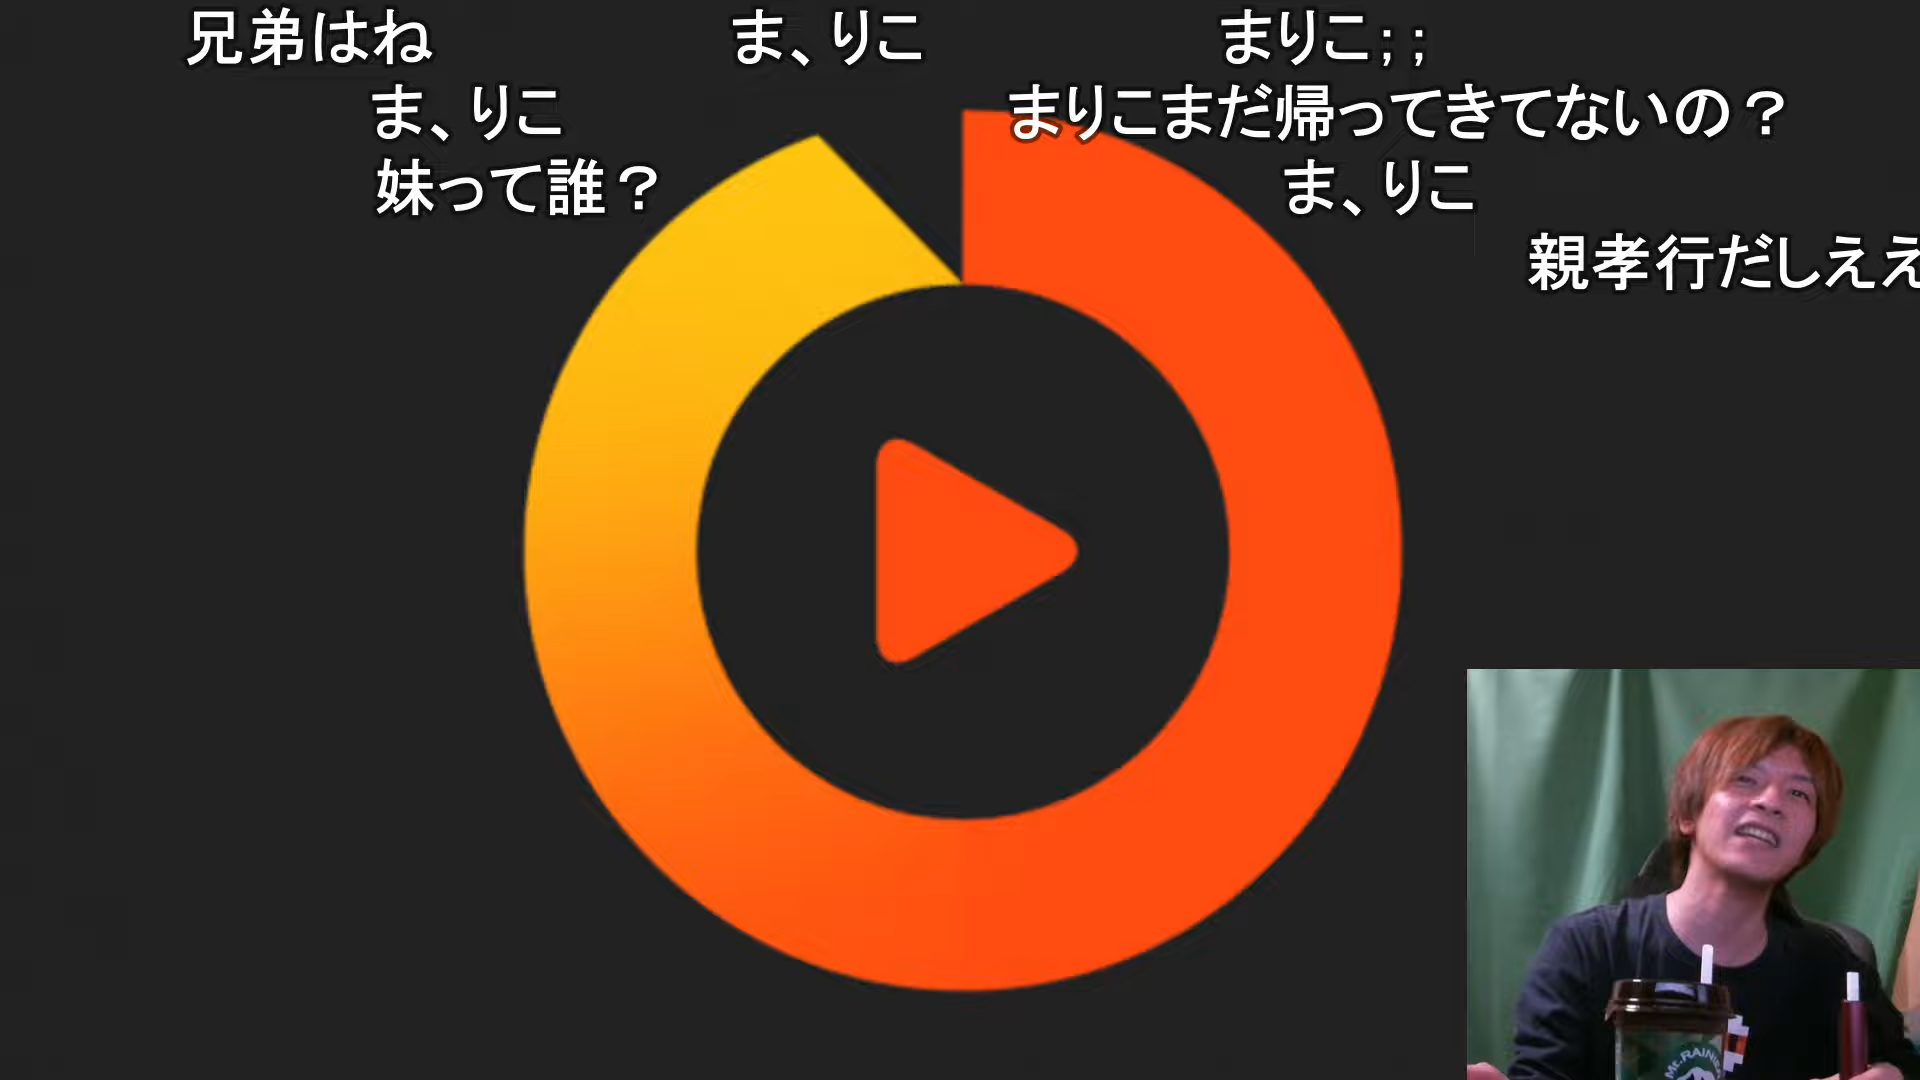 兄弟はね
ま、りこ
まりこ; ;
ま、りこ
まりこまだ帰ってきてないの？
妹って誰？
ま、りこ
親孝行だしええ
Mt.RAINIER